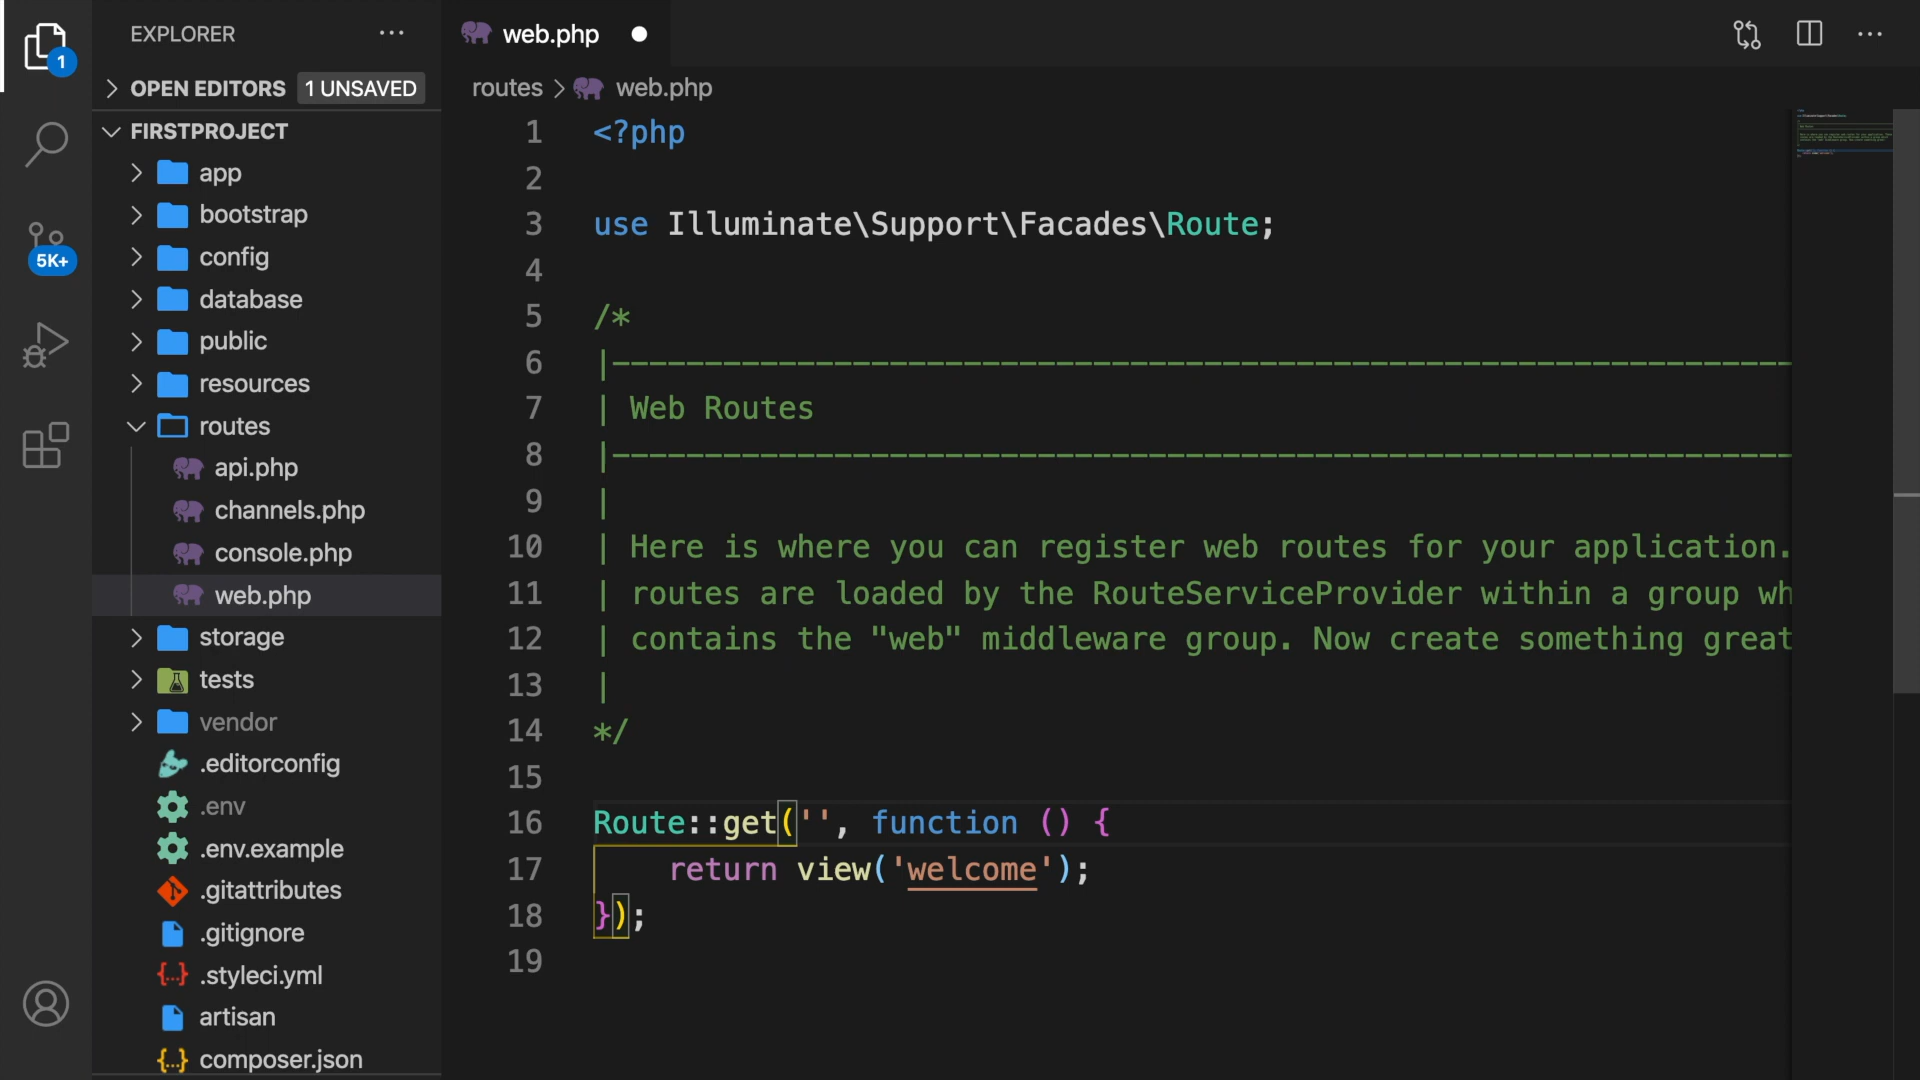 EXPLORER
OPEN EDITORS 1 UNSAVED
FIRSTPROJECT
app
bootstrap
config
database
public
resources
routes
api.php
channels.php
console.php
web.php
storage
tests
vendor
.editorconfig
.env
.env.example
.gitattributes
.gitignore
.styleci.yml
artisan
composer.json
1
5K+
web.php
routes > web.php
1 <?php
2
3 use Illuminate\Support\Facades\Route;
4
5 /*
6 |----------------------------------------------------------------
7 | Web Routes
8 |----------------------------------------------------------------
9 |
10 | Here is where you can register web routes for your application.
11 | routes are loaded by the RouteServiceProvider within a group wh
12 | contains the "web" middleware group. Now create something great
13 |
14 */
15
16 Route::get('', function () {
17 return view('welcome');
18 });
19